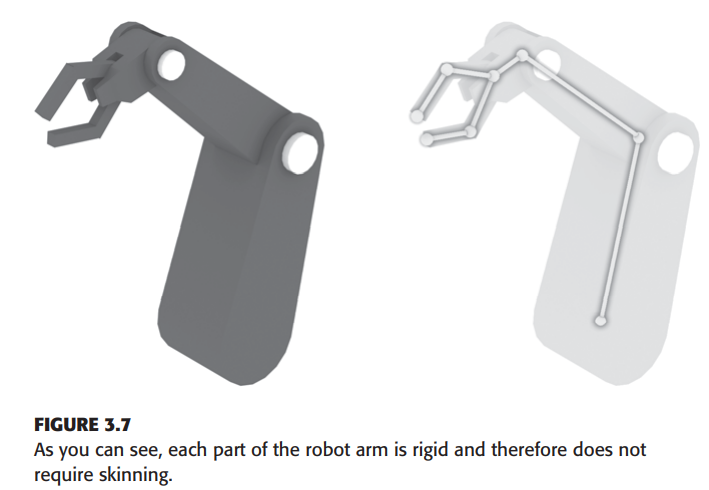 FIGURE 3.7
As you can see, each part of the robot arm is rigid and therefore does not
require skinning.